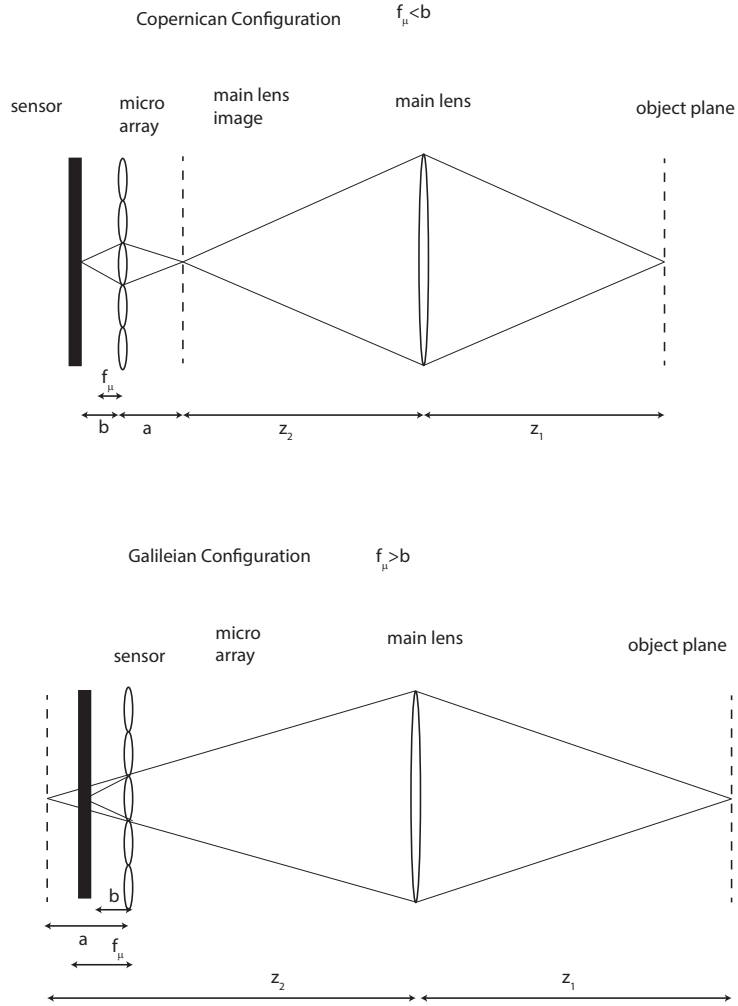 Copernican Configuration f_μ<b
sensor
micro
array
main lens
image
main lens
object plane
f_μ
b
a
z_2
z_1
Galileian Configuration f_μ>b
sensor
micro
array
main lens
object plane
b
a
f_μ
z_2
z_1